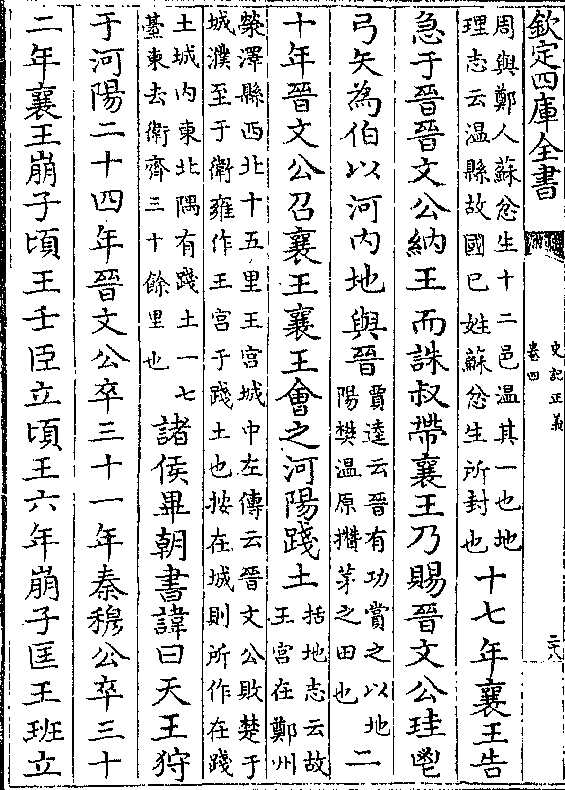 欽定四庫全書
史記正義
卷四
二十八
周與鄭人蘇忿生十二邑温其一也地
理志云温縣故國巳姓蘇忿生所封也
十七年襄王告
急于晉晉文公納王而誅叔帶襄王乃賜晉文公珪鬯
弓矢為伯以河内地與晉
賈逵云晉有功賞之以地
陽樊温原攢茅之田也
二
十年晉文公召襄王襄王會之河陽踐土
括地志云故
王宮在鄭州
滎澤縣西北十五里王宮城中左傳云晉文公敗楚于
城濮至于衡雍作王宮于踐土也按在城則所作在踐
土城内東北隅有踐土一七
臺東去衡齊三十餘里也
諸侯畢朝書諱曰天王狩
于河陽二十四年晉文公卒三十一年秦穆公卒三十
二年襄王崩子頃王壬臣立頃王六年崩子匡王班立